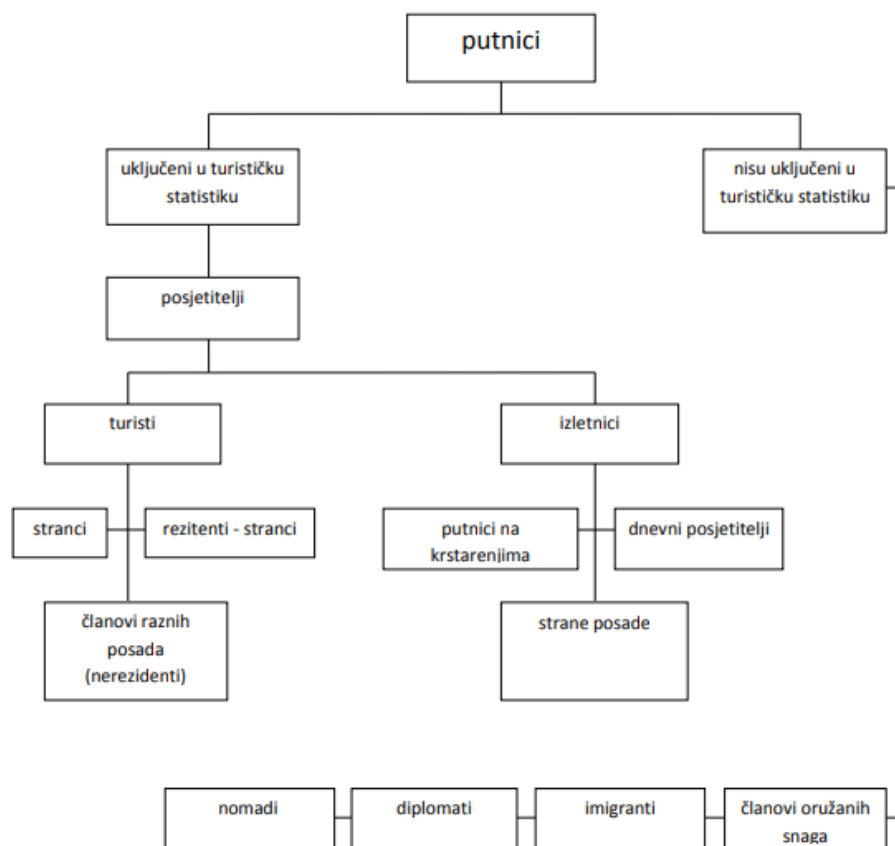 putnici
uključeni u turističku
statistiku
nisu uključeni u
turističku statistiku
posjetitelji
turisti
izletnici
stranci
rezitenti - stranci
putnici na
krstarenjima
dnevni posjetitelji
članovi raznih
posada
(nerezidenti)
strane posade
nomadi
diplomati
imigranti
članovi oružanih
snaga